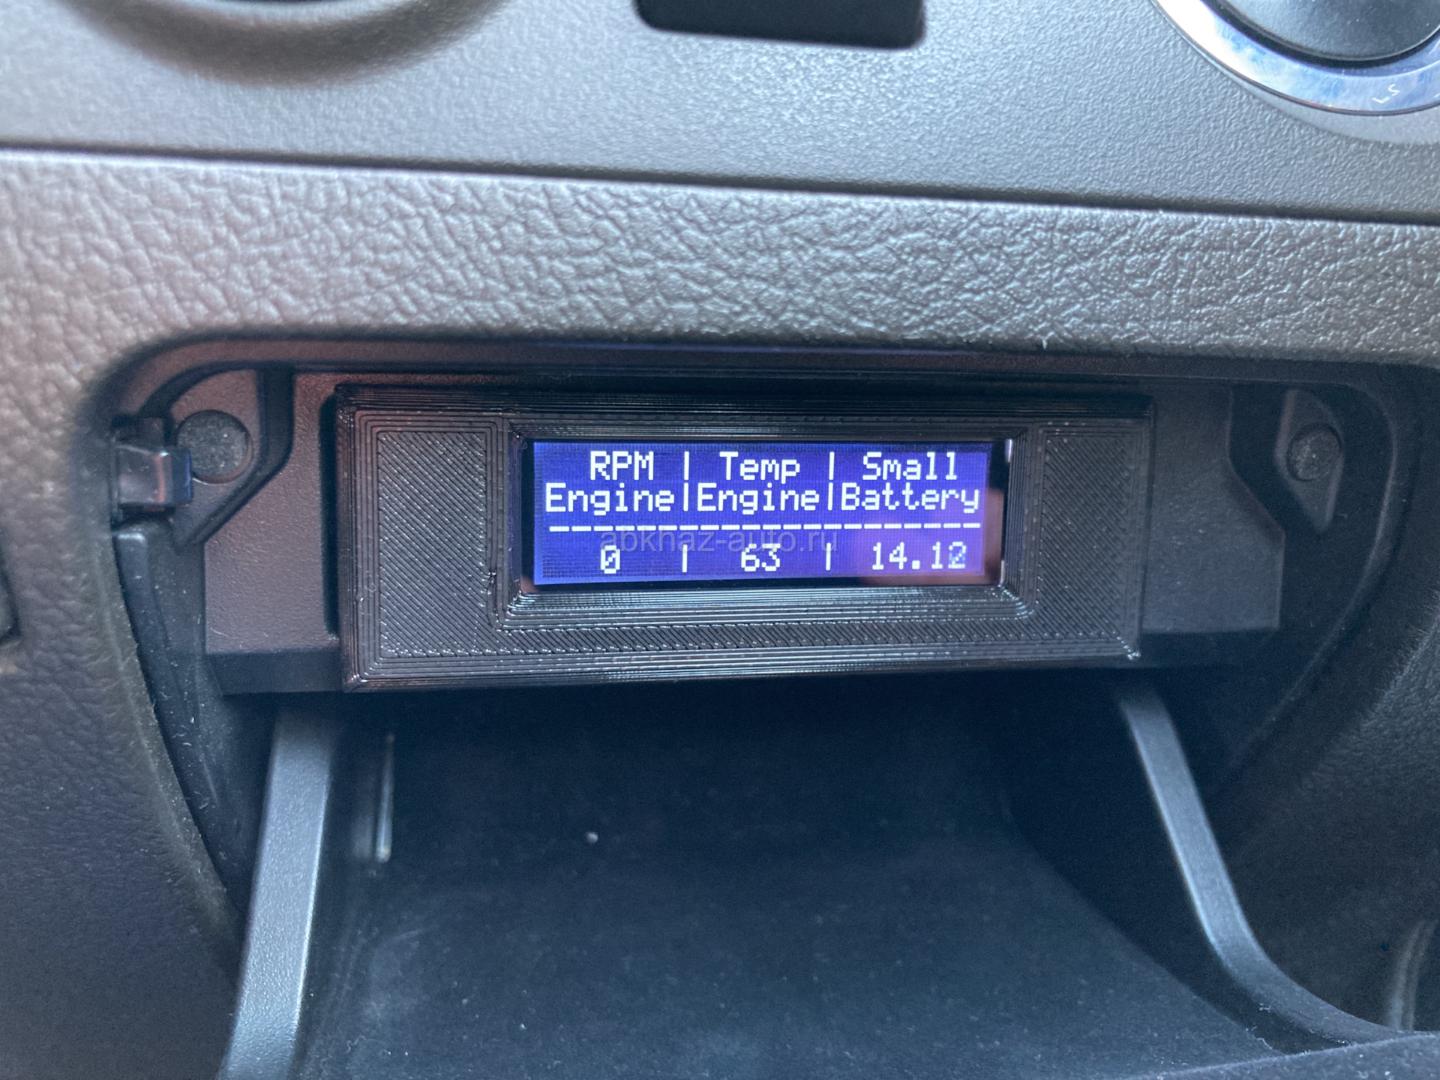 RPM | Temp | Small
Engine|Engine|Battery
--------------------
0 | 63 | 14.12
abkhaz-auto.ru